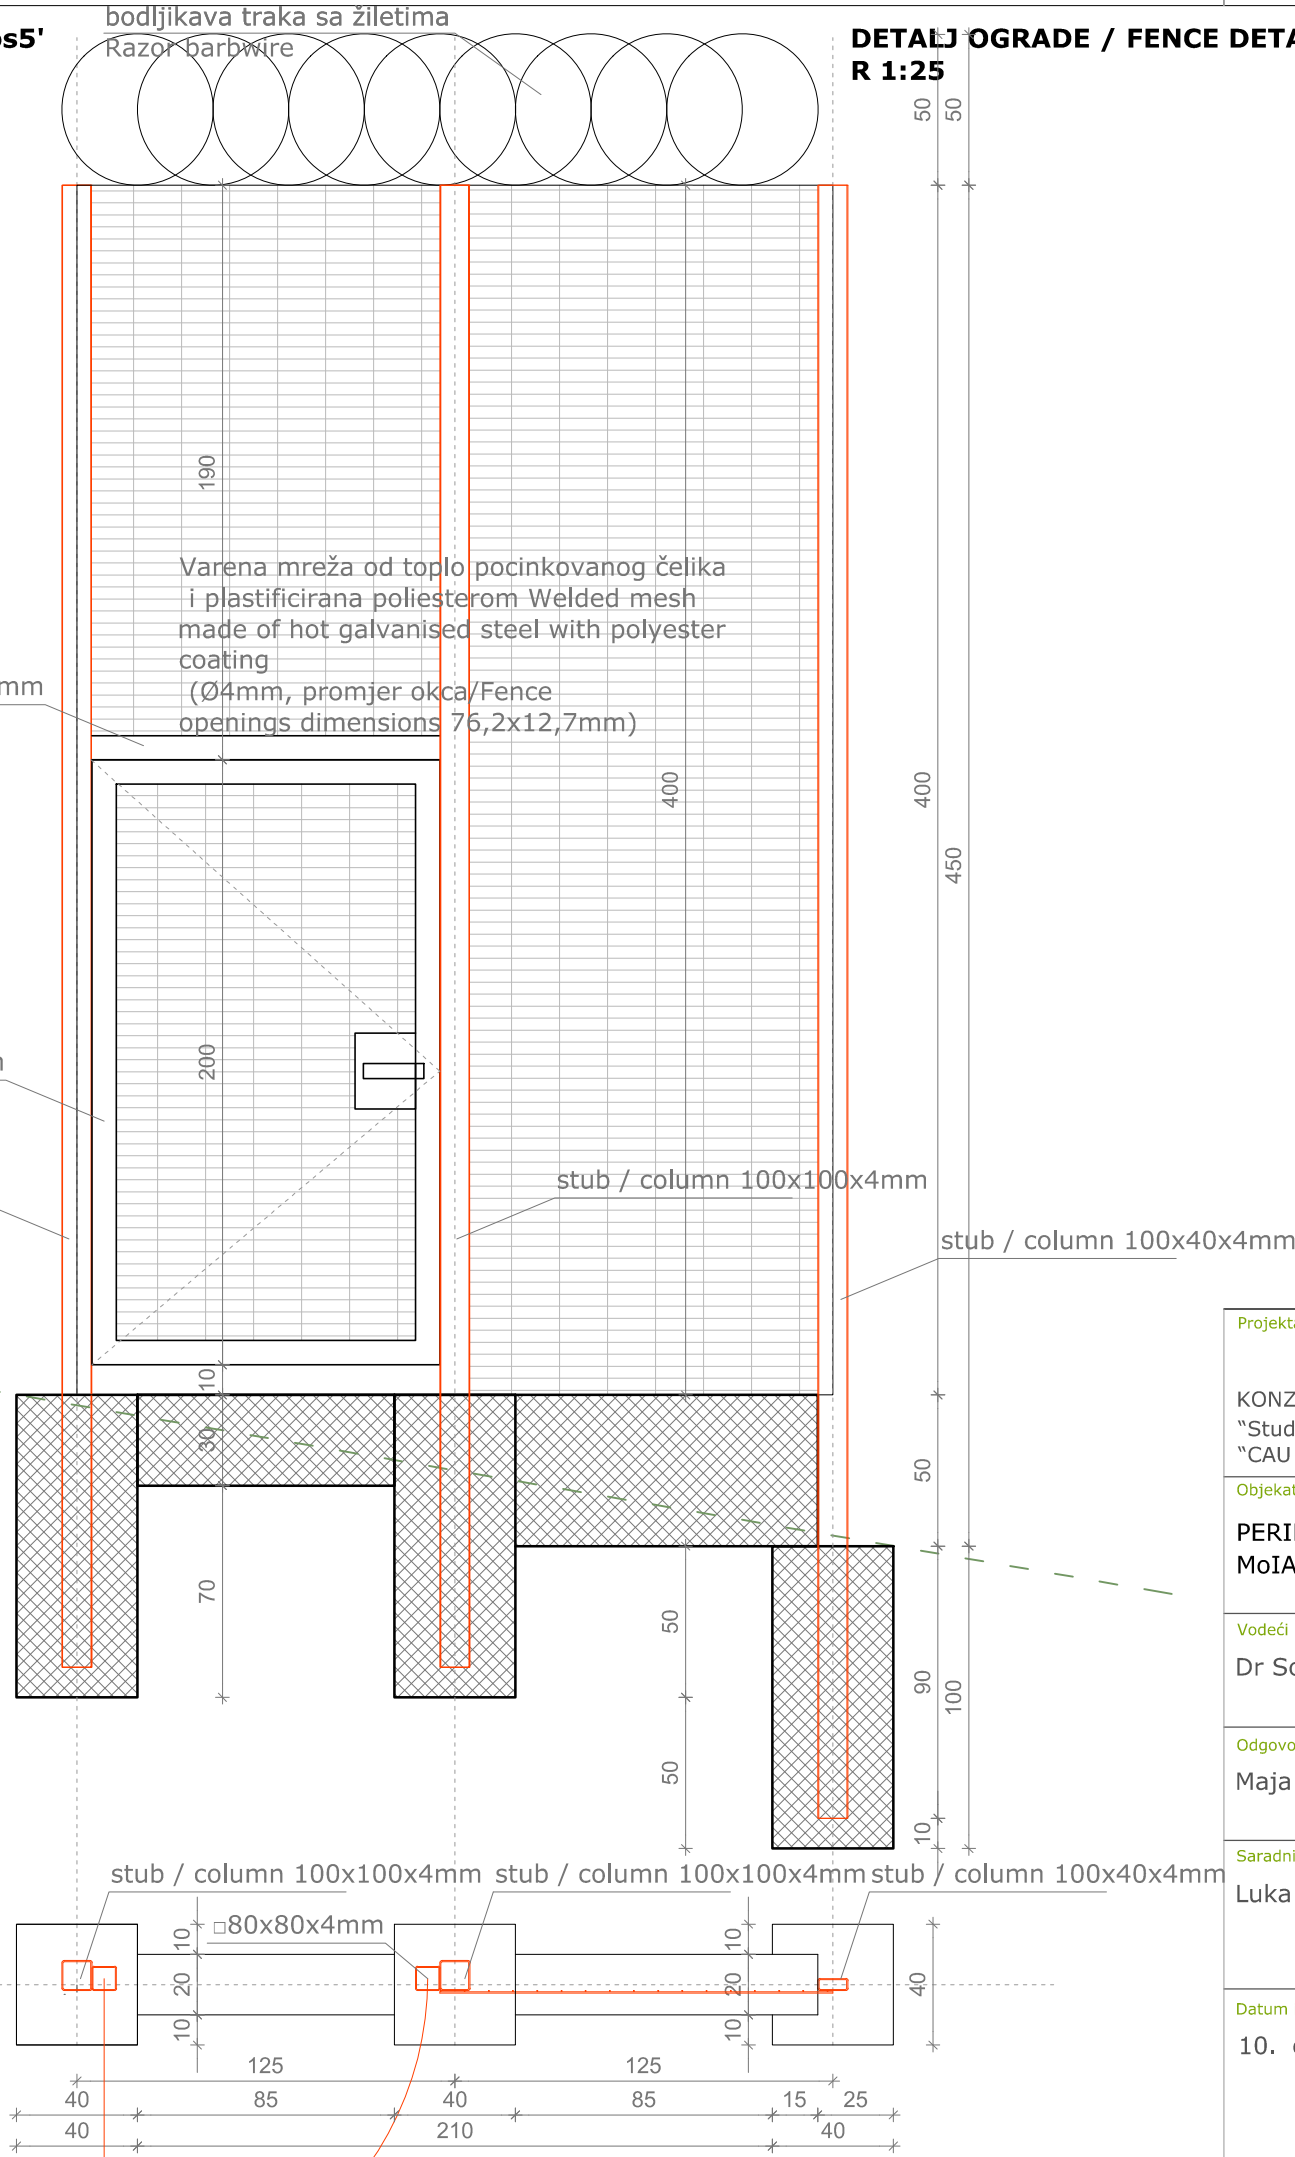 bodljikava traka sa žiletima
Razor barbwire
os5'
DETALJ OGRADE / FENCE DETA
R 1:25
50
50
190
Varena mreža od toplo pocinkovanog čelika
i plastificirana poliesterom Welded mesh
made of hot galvanised steel with polyester
coating
(Ø4mm, promjer okca/Fence
openings dimensions 76,2x12,7mm)
mm
400
400
450
200
stub / column 100x100x4mm
stub / column 100x40x4mm
10
30
50
70
50
90
100
50
10
Projekta
KONZ
“Stud
“CAU
Objekat
PERI
MoIA
Vodeći
Dr So
Odgovo
Maja
Saradni
Luka
Datum
10.
stub / column 100x100x4mm
stub / column 100x100x4mm
stub / column 100x40x4mm
□80x80x4mm
10
20
10
10
20
10
40
125
125
40
85
40
85
15
25
40
210
40